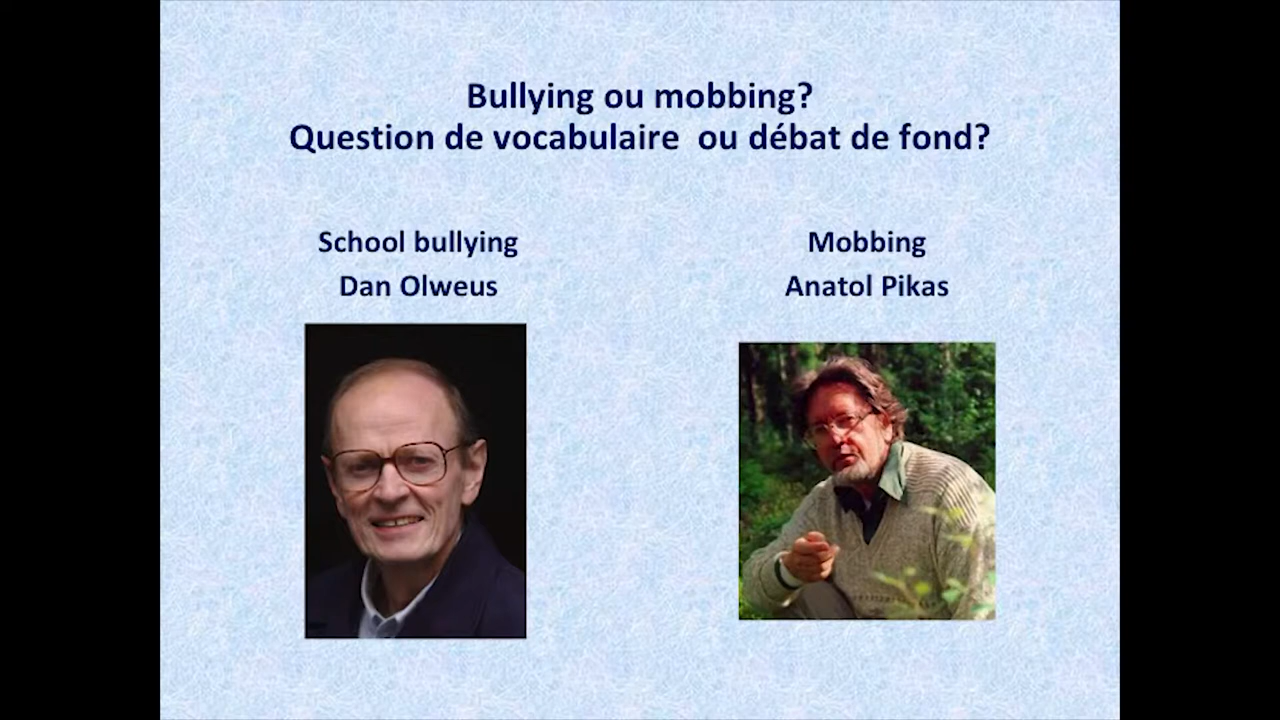 Bullying ou mobbing?
Question de vocabulaire  ou débat de fond?
School bullying
Dan Olweus
Mobbing
Anatol Pikas